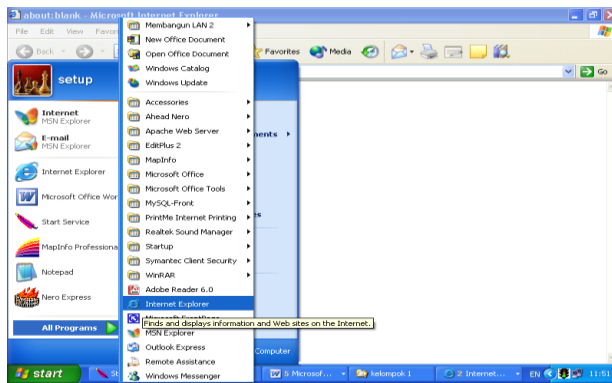 about:blank - Microsoft Internet Explorer
File Edit View Favor
Back
Favorites
Media
Go
setup
Internet
MSN Explorer
E-mail
MSN Explorer
Internet Explorer
Microsoft Office Wor
Start Service
MapInfo Professiona
Notepad
Nero Express
All Programs
Membangun LAN 2
New Office Document
Open Office Document
Windows Catalog
Windows Update
Accessories
Ahead Nero
Apache Web Server
EditPlus 2
MapInfo
Microsoft Office
Microsoft Office Tools
MySQL-Front
PrintMe Internet Printing
Realtek Sound Manager
Startup
Symantec Client Security
WinRAR
Adobe Reader 6.0
Internet Explorer
Finds and displays information and Web sites on the Internet.
MSN Explorer
Outlook Express
Remote Assistance
Windows Messenger
ments
es
Computer
start
St
5 Microsof...
kelompok 1
2 Internet...
EN
11:51